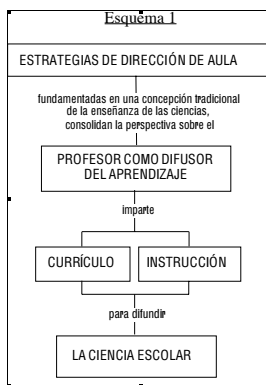 Esquema 1
ESTRATEGIAS DE DIRECCIÓN DE AULA
fundamentadas en una concepción tradicional
de la enseñanza de las ciencias,
consolidan la perspectiva sobre el
PROFESOR COMO DIFUSOR
DEL APRENDIZAJE
imparte
CURRÍCULO
INSTRUCCIÓN
para difundir
LA CIENCIA ESCOLAR